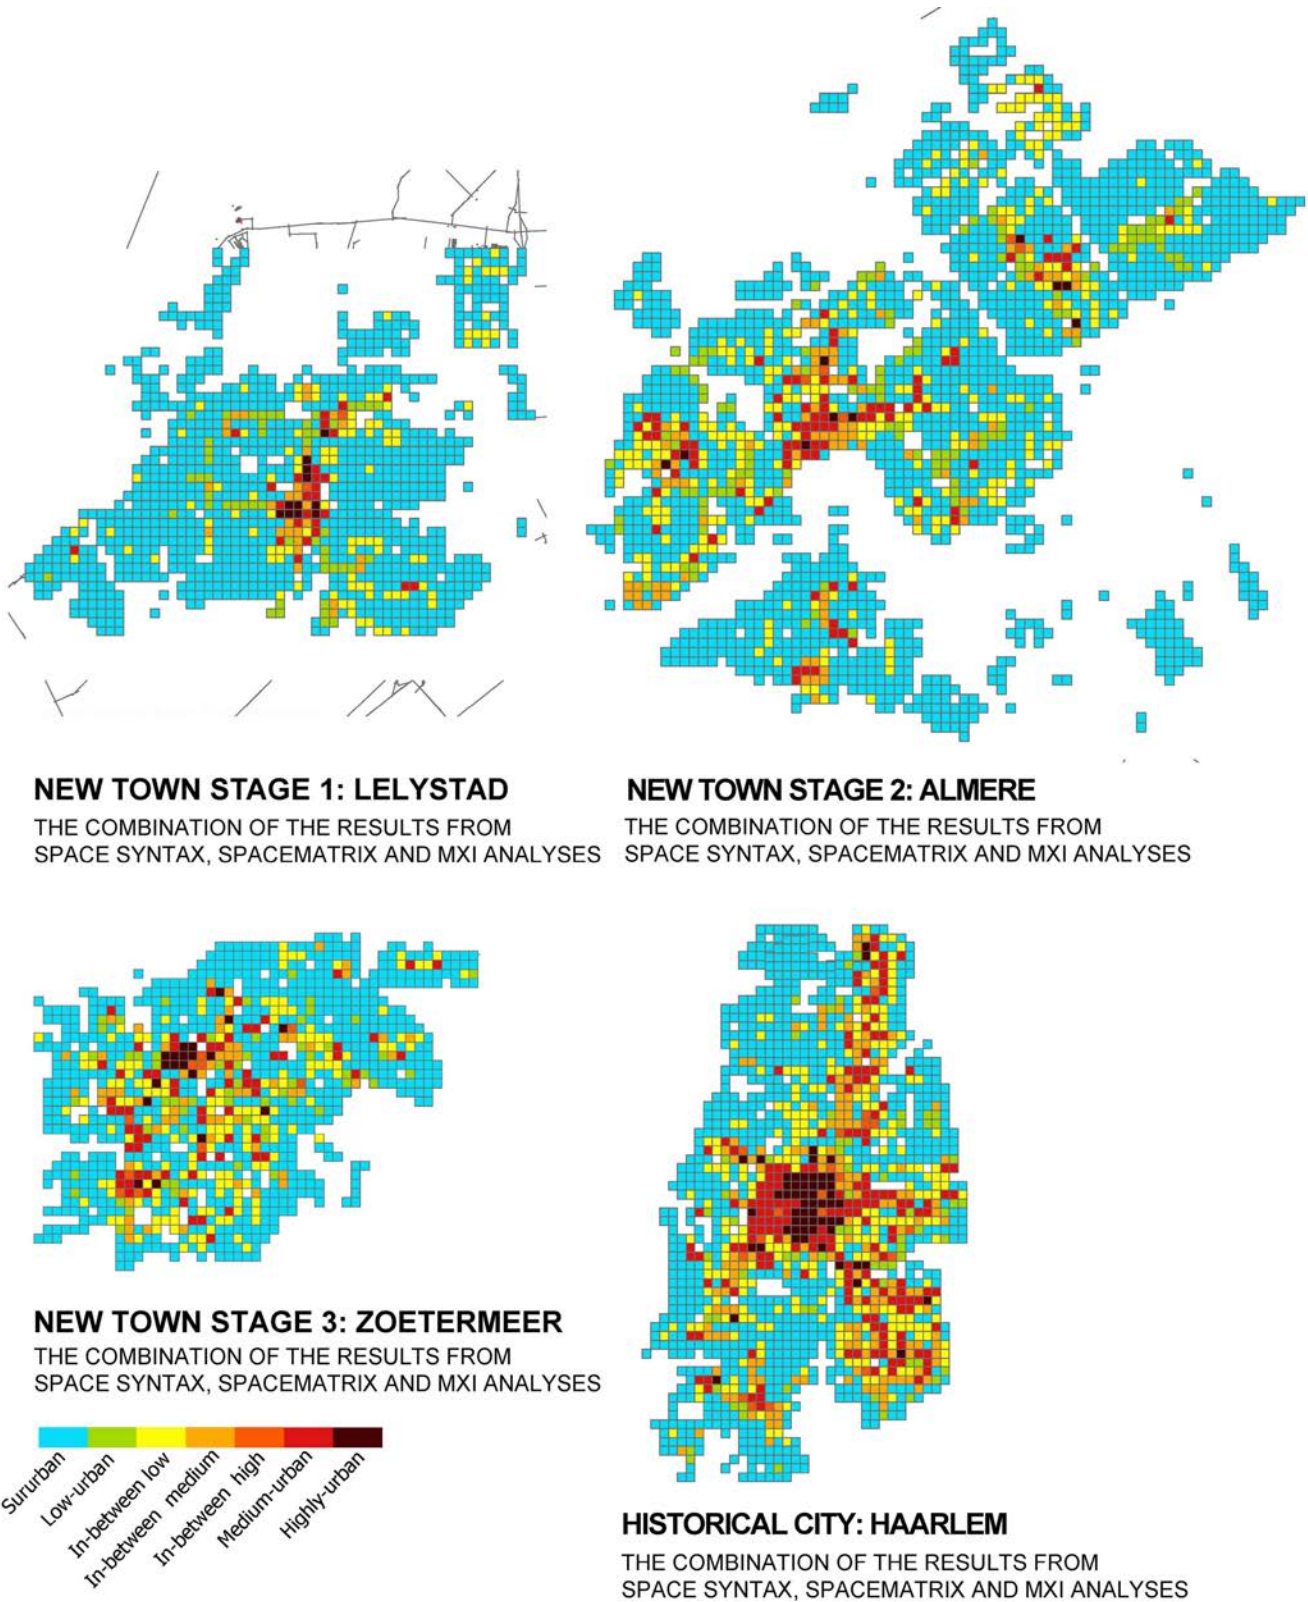 NEW TOWN STAGE 1: LELYSTAD
THE COMBINATION OF THE RESULTS FROM
SPACE SYNTAX, SPACEMATRIX AND MXI ANALYSES
NEW TOWN STAGE 2: ALMERE
THE COMBINATION OF THE RESULTS FROM
SPACE SYNTAX, SPACEMATRIX AND MXI ANALYSES
NEW TOWN STAGE 3: ZOETERMEER
THE COMBINATION OF THE RESULTS FROM
SPACE SYNTAX, SPACEMATRIX AND MXI ANALYSES
Sururban
Low-urban
In-between low
In-between medium
In-between high
Medium-urban
Highly-urban
HISTORICAL CITY: HAARLEM
THE COMBINATION OF THE RESULTS FROM
SPACE SYNTAX, SPACEMATRIX AND MXI ANALYSES